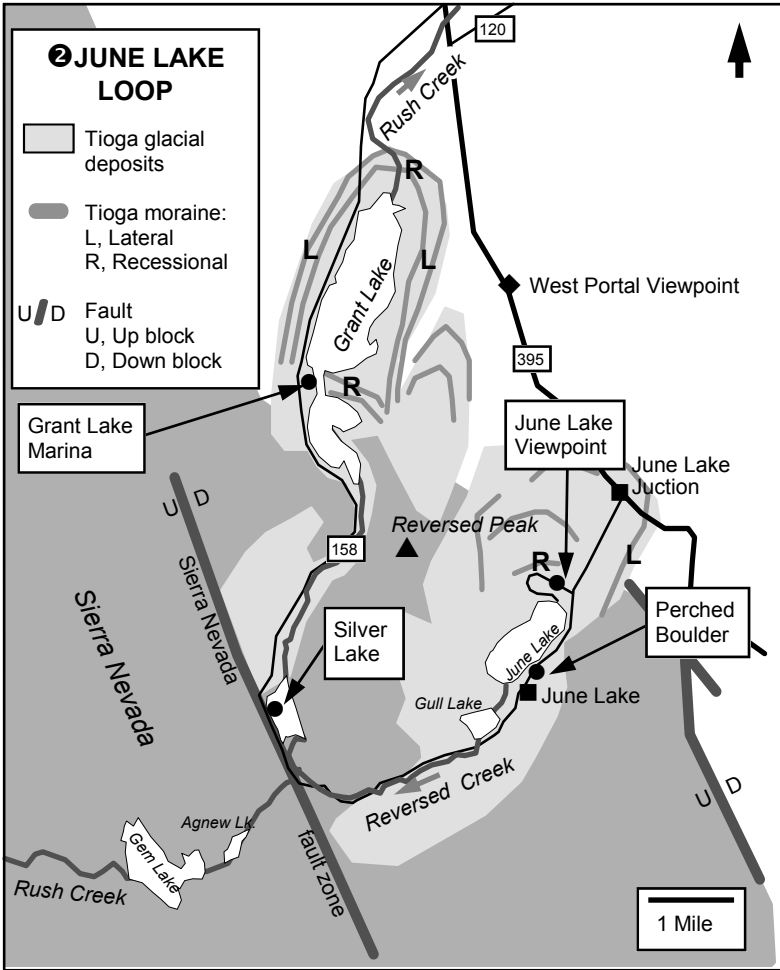 ❷JUNE LAKE
LOOP
Tioga glacial
deposits
Tioga moraine:
L, Lateral
R, Recessional
U D Fault
U, Up block
D, Down block
120
Rush Creek
R
L
L
Grant Lake
West Portal Viewpoint
395
R
Grant Lake
Marina
June Lake
Viewpoint
June Lake
Juction
U D
Reversed Peak
158
R
L
Sierra Nevada
Sierra Nevada
fault zone
Silver
Lake
Perched
Boulder
June Lake
June Lake
Gull Lake
Reversed Creek
U D
Agnew Lk.
Gem Lake
Rush Creek
1 Mile